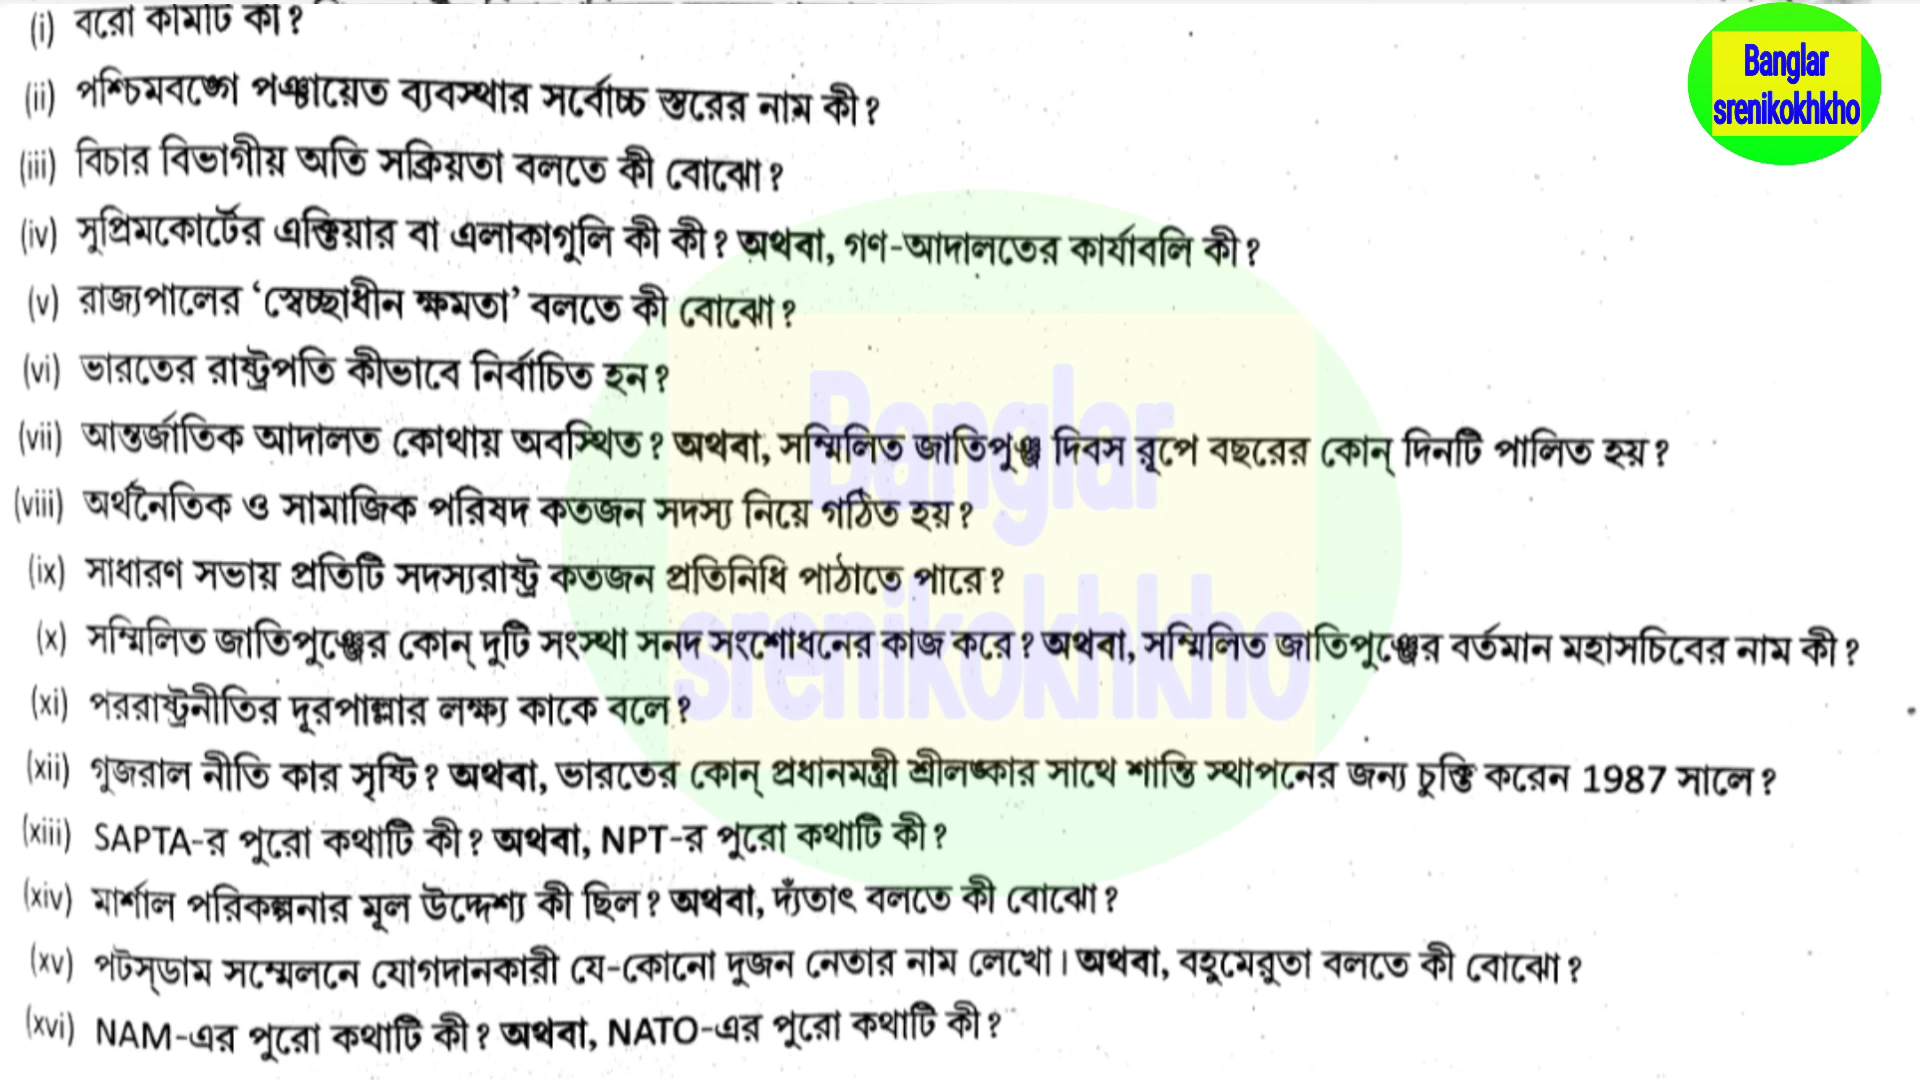 (i) বরো কমিটি কী?
Banglar
srenikokhkho
(ii) পশ্চিমবঙ্গে পঞ্চায়েত ব্যবস্থার সর্বোচ্চ স্তরের নাম কী?
(iii) বিচার বিভাগীয় অতি সক্রিয়তা বলতে কী বোঝো?
(iv) সুপ্রিমকোর্টের এক্তিয়ার বা এলাকাগুলি কী কী? অথবা, গণ-আদালতের কার্যাবলি কী?
(v) রাজ্যপালের ‘স্বেচ্ছাধীন ক্ষমতা’ বলতে কী বোঝো?
(vi) ভারতের রাষ্ট্রপতি কীভাবে নির্বাচিত হন?
(vii) আন্তর্জাতিক আদালত কোথায় অবস্থিত? অথবা, সম্মিলিত জাতিপুঞ্জ দিবস রূপে বছরের কোন্ দিনটি পালিত হয়?
(viii) অর্থনৈতিক ও সামাজিক পরিষদ কতজন সদস্য নিয়ে গঠিত হয়?
(ix) সাধারণ সভায় প্রতিটি সদস্যরাষ্ট্র কতজন প্রতিনিধি পাঠাতে পারে?
(x) সম্মিলিত জাতিপুঞ্জের কোন্ দুটি সংস্থা সনদ সংশোধনের কাজ করে? অথবা, সম্মিলিত জাতিপুঞ্জের বর্তমান মহাসচিবের নাম কী?
(xi) পররাষ্ট্রনীতির দূরপাল্লার লক্ষ্য কাকে বলে?
(xii) গুজরাল নীতি কার সৃষ্টি? অথবা, ভারতের কোন্ প্রধানমন্ত্রী শ্রীলঙ্কার সাথে শান্তি স্থাপনের জন্য চুক্তি করেন 1987 সালে?
(xiii) SAPTA-র পুরো কথাটি কী? অথবা, NPT-র পুরো কথাটি কী?
(xiv) মার্শাল পরিকল্পনার মূল উদ্দেশ্য কী ছিল? অথবা, দ্যঁতাৎ বলতে কী বোঝো?
(xv) পটস্‌ডাম সম্মেলনে যোগদানকারী যে-কোনো দুজন নেতার নাম লেখো। অথবা, বহুমেরুতা বলতে কী বোঝো?
(xvi) NAM-এর পুরো কথাটি কী? অথবা, NATO-এর পুরো কথাটি কী?
Banglar
srenikokhkho